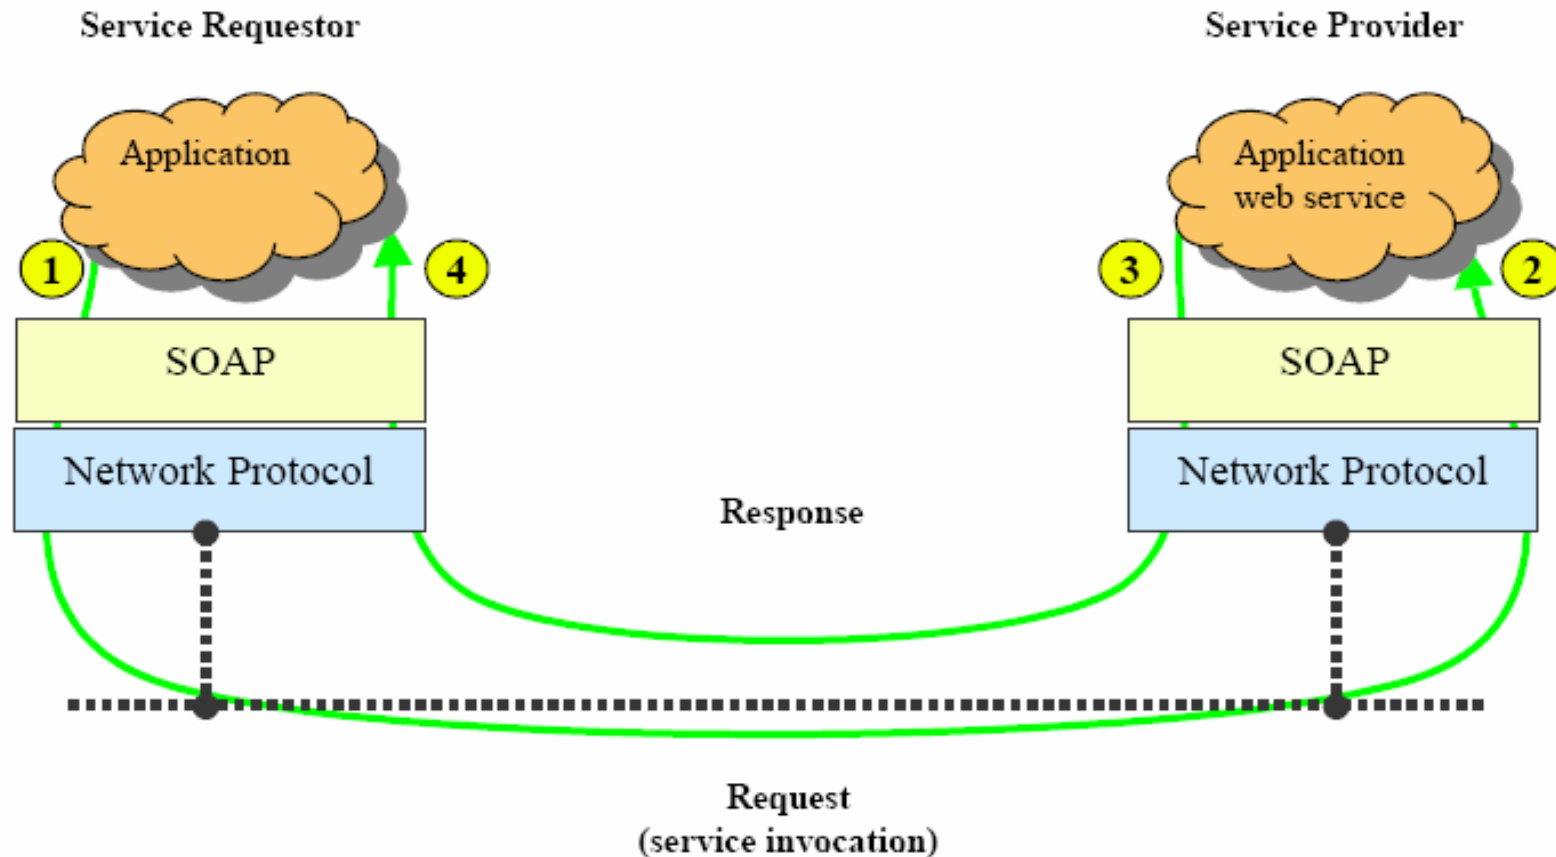 Service Requestor
Service Provider
Application
Application
web service
1
4
3
2
SOAP
SOAP
Network Protocol
Network Protocol
Response
Request
(service invocation)